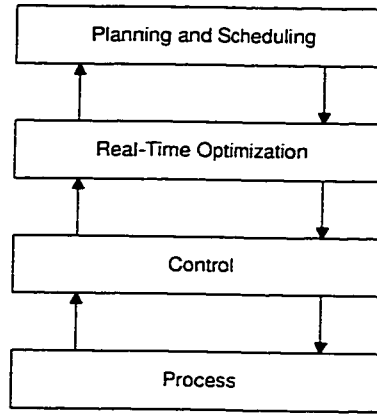 Planning and Scheduling
Real-Time Optimization
Control
Process